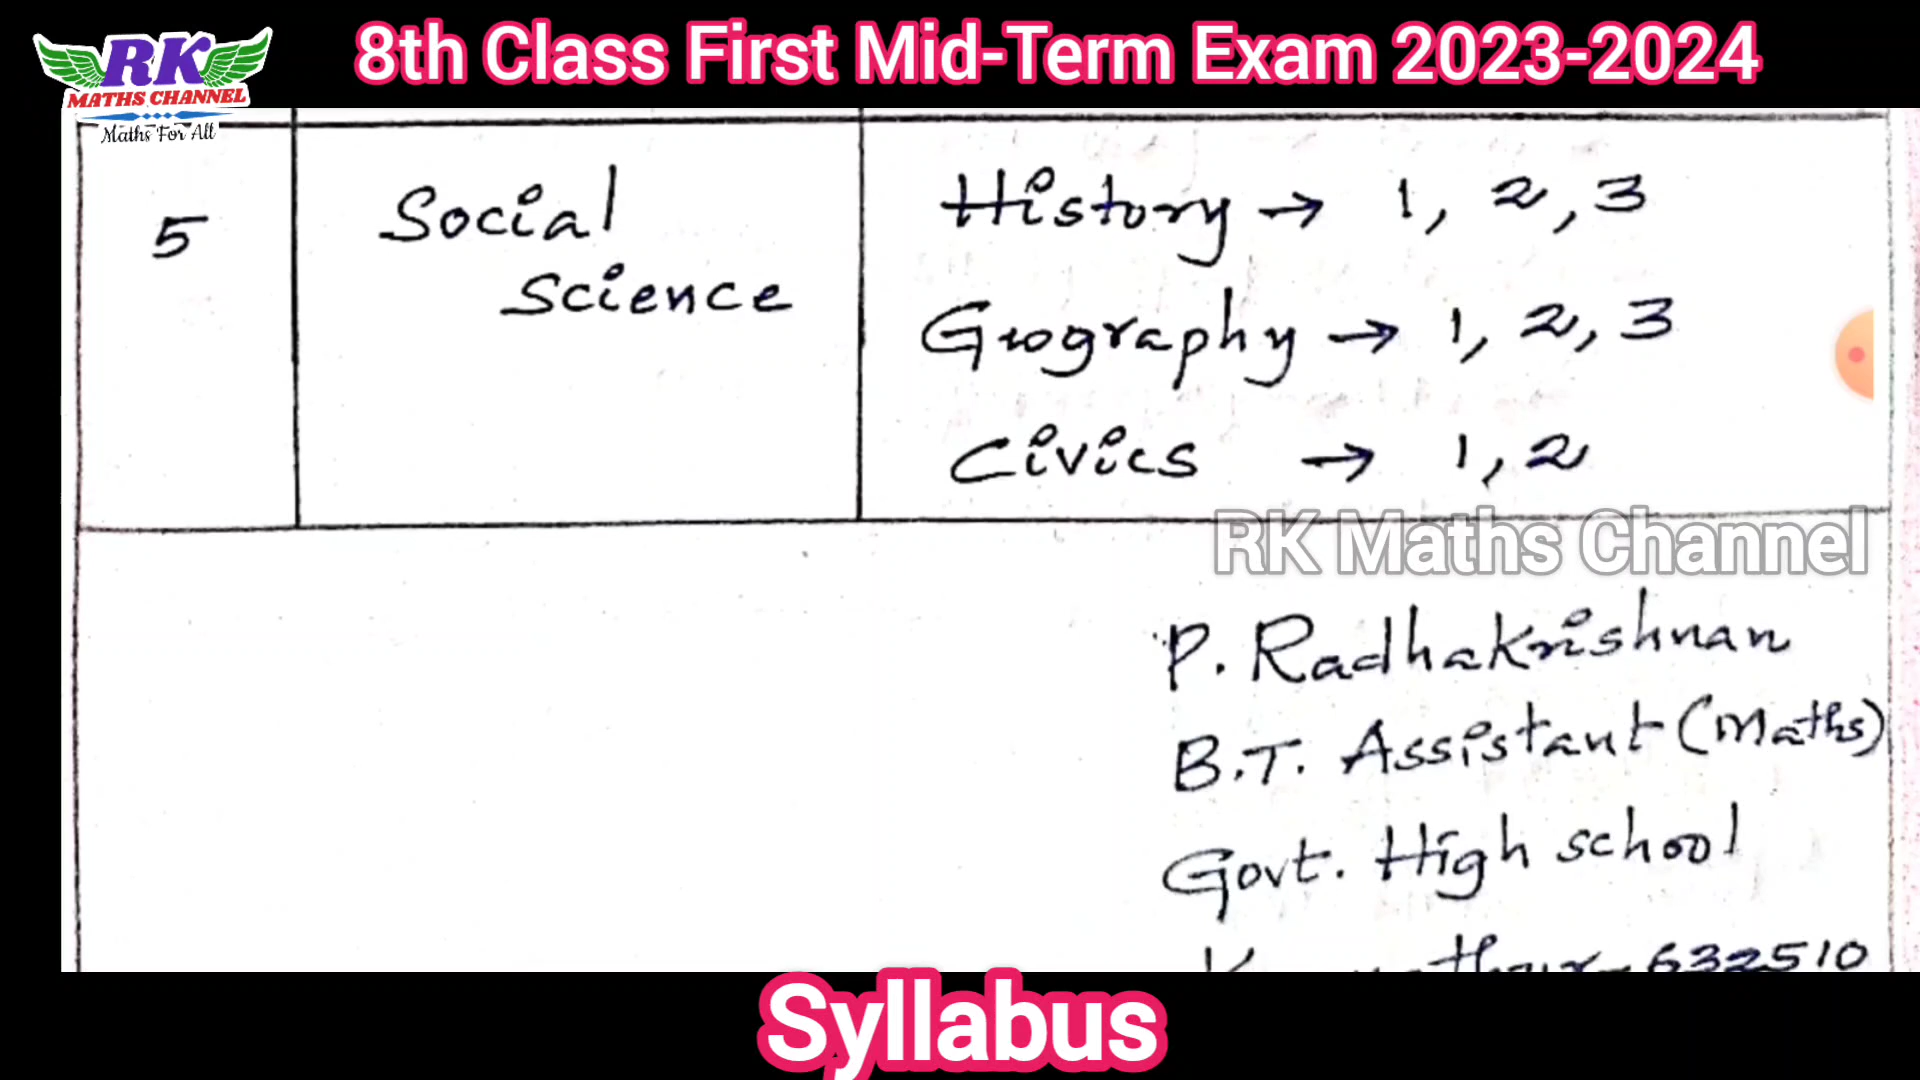 RK
MATHS CHANNEL
Maths For All
8th Class First Mid-Term Exam 2023-2024
5
Social
Science
History → 1, 2, 3
Geography → 1, 2, 3
Civics → 1, 2
RK Maths Channel
P. Radhakrishnan
B.T. Assistant (Maths)
Govt. High school
632510
Syllabus